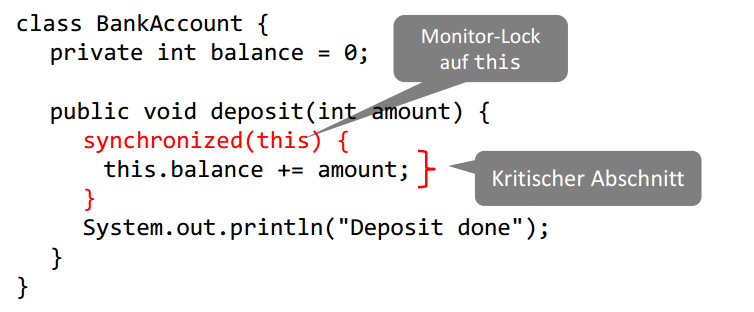 class BankAccount {
private int balance = 0;
Monitor-Lock
auf this
public void deposit(int amount) {
synchronized(this) {
this.balance += amount;
Kritischer Abschnitt
}
System.out.println("Deposit done");
}
}